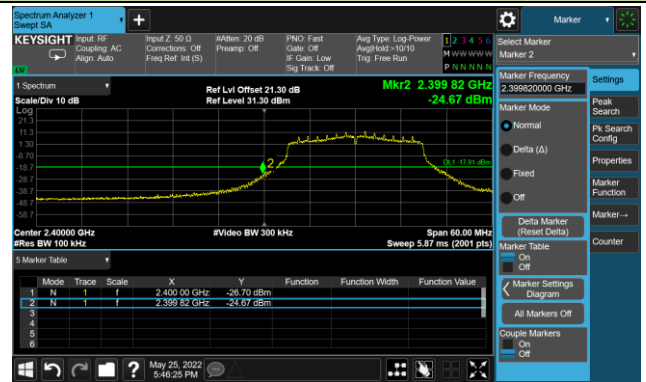 Spectrum Analyzer 1
Swept SA
Marker
KEYSIGHT
Input: RF
Coupling: AC
Align: Auto
Input Z: 50 Ω
Corrections: Off
Freq Ref: Int (S)
#Atten: 20 dB
Preamp: Off
PNO: Fast
Gate: Off
IF Gain: Low
Sig Track: Off
Avg Type: Log-Power
Avg|Hold:>10/10
Trig: Free Run
1 2 3 4 5 6
M W W W W W
P N N N N N
Select Marker
Marker 2
1 Spectrum
Scale/Div 10 dB
Ref Lvl Offset 21.30 dB
Ref Level 31.30 dBm
Mkr2 2.399 82 GHz
-24.67 dBm
Log
21.3
11.3
1.30
-8.70
-18.7
-28.7
-38.7
-48.7
-58.7
2
DL1 -17.91 dBm
Center 2.40000 GHz
#Res BW 100 kHz
#Video BW 300 kHz
Span 60.00 MHz
Sweep 5.87 ms (2001 pts)
5 Marker Table
Mode Trace Scale X Y Function Function Width Function Value
1 N 1 f 2.400 00 GHz -26.70 dBm
2 N 1 f 2.399 82 GHz -24.67 dBm
3
4
5
6
May 25, 2022
5:46:25 PM
Marker Frequency
2.399820000 GHz
Marker Mode
Normal
Delta (Δ)
Fixed
Off
Delta Marker
(Reset Delta)
Marker Table
On
Off
Marker Settings
Diagram
All Markers Off
Couple Markers
On
Off
Settings
Peak
Search
Pk Search
Config
Properties
Marker
Function
Marker→
Counter